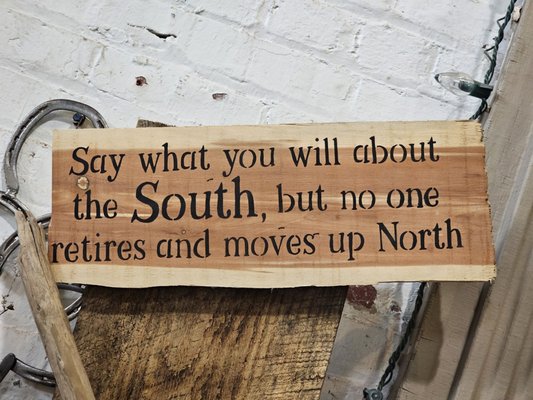 Say what you will about
the South, but no one
retires and moves up North